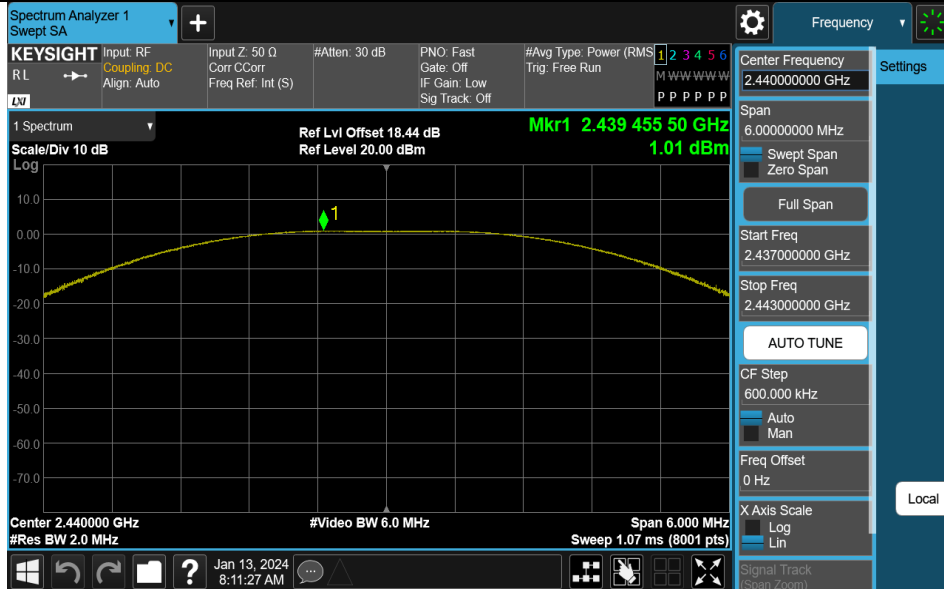 Spectrum Analyzer 1
Swept SA
+
Frequency
KEYSIGHT
R L
LXI
Input: RF
Coupling: DC
Align: Auto
Input Z: 50 Ω
Corr CCorr
Freq Ref: Int (S)
#Atten: 30 dB
PNO: Fast
Gate: Off
IF Gain: Low
Sig Track: Off
#Avg Type: Power (RMS
Trig: Free Run
1 2 3 4 5 6
M W W W W W
P P P P P P
1 Spectrum
Scale/Div 10 dB
Ref Lvl Offset 18.44 dB
Ref Level 20.00 dBm
Mkr1 2.439 455 50 GHz
1.01 dBm
Log
1
10.0
0.00
-10.0
-20.0
-30.0
-40.0
-50.0
-60.0
-70.0
Center 2.440000 GHz
#Res BW 2.0 MHz
#Video BW 6.0 MHz
Span 6.000 MHz
Sweep 1.07 ms (8001 pts)
?
Jan 13, 2024
8:11:27 AM
Center Frequency
2.440000000 GHz
Span
6.00000000 MHz
Swept Span
Zero Span
Full Span
Start Freq
2.437000000 GHz
Stop Freq
2.443000000 GHz
AUTO TUNE
CF Step
600.000 kHz
Auto
Man
Freq Offset
0 Hz
X Axis Scale
Log
Lin
Signal Track
(Span Zoom)
Settings
Local